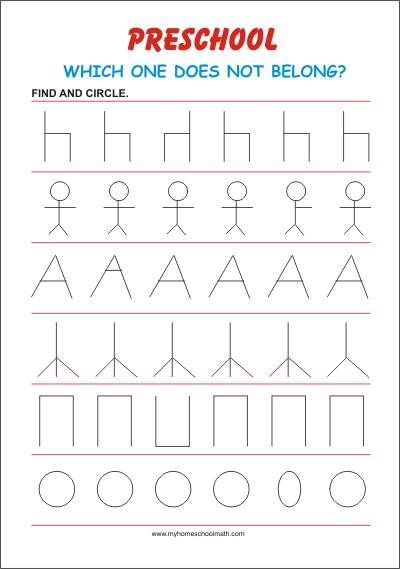 PRESCHOOL
WHICH ONE DOES NOT BELONG?
FIND AND CIRCLE.
A A A A A A
www.myhomeschoolmath.com